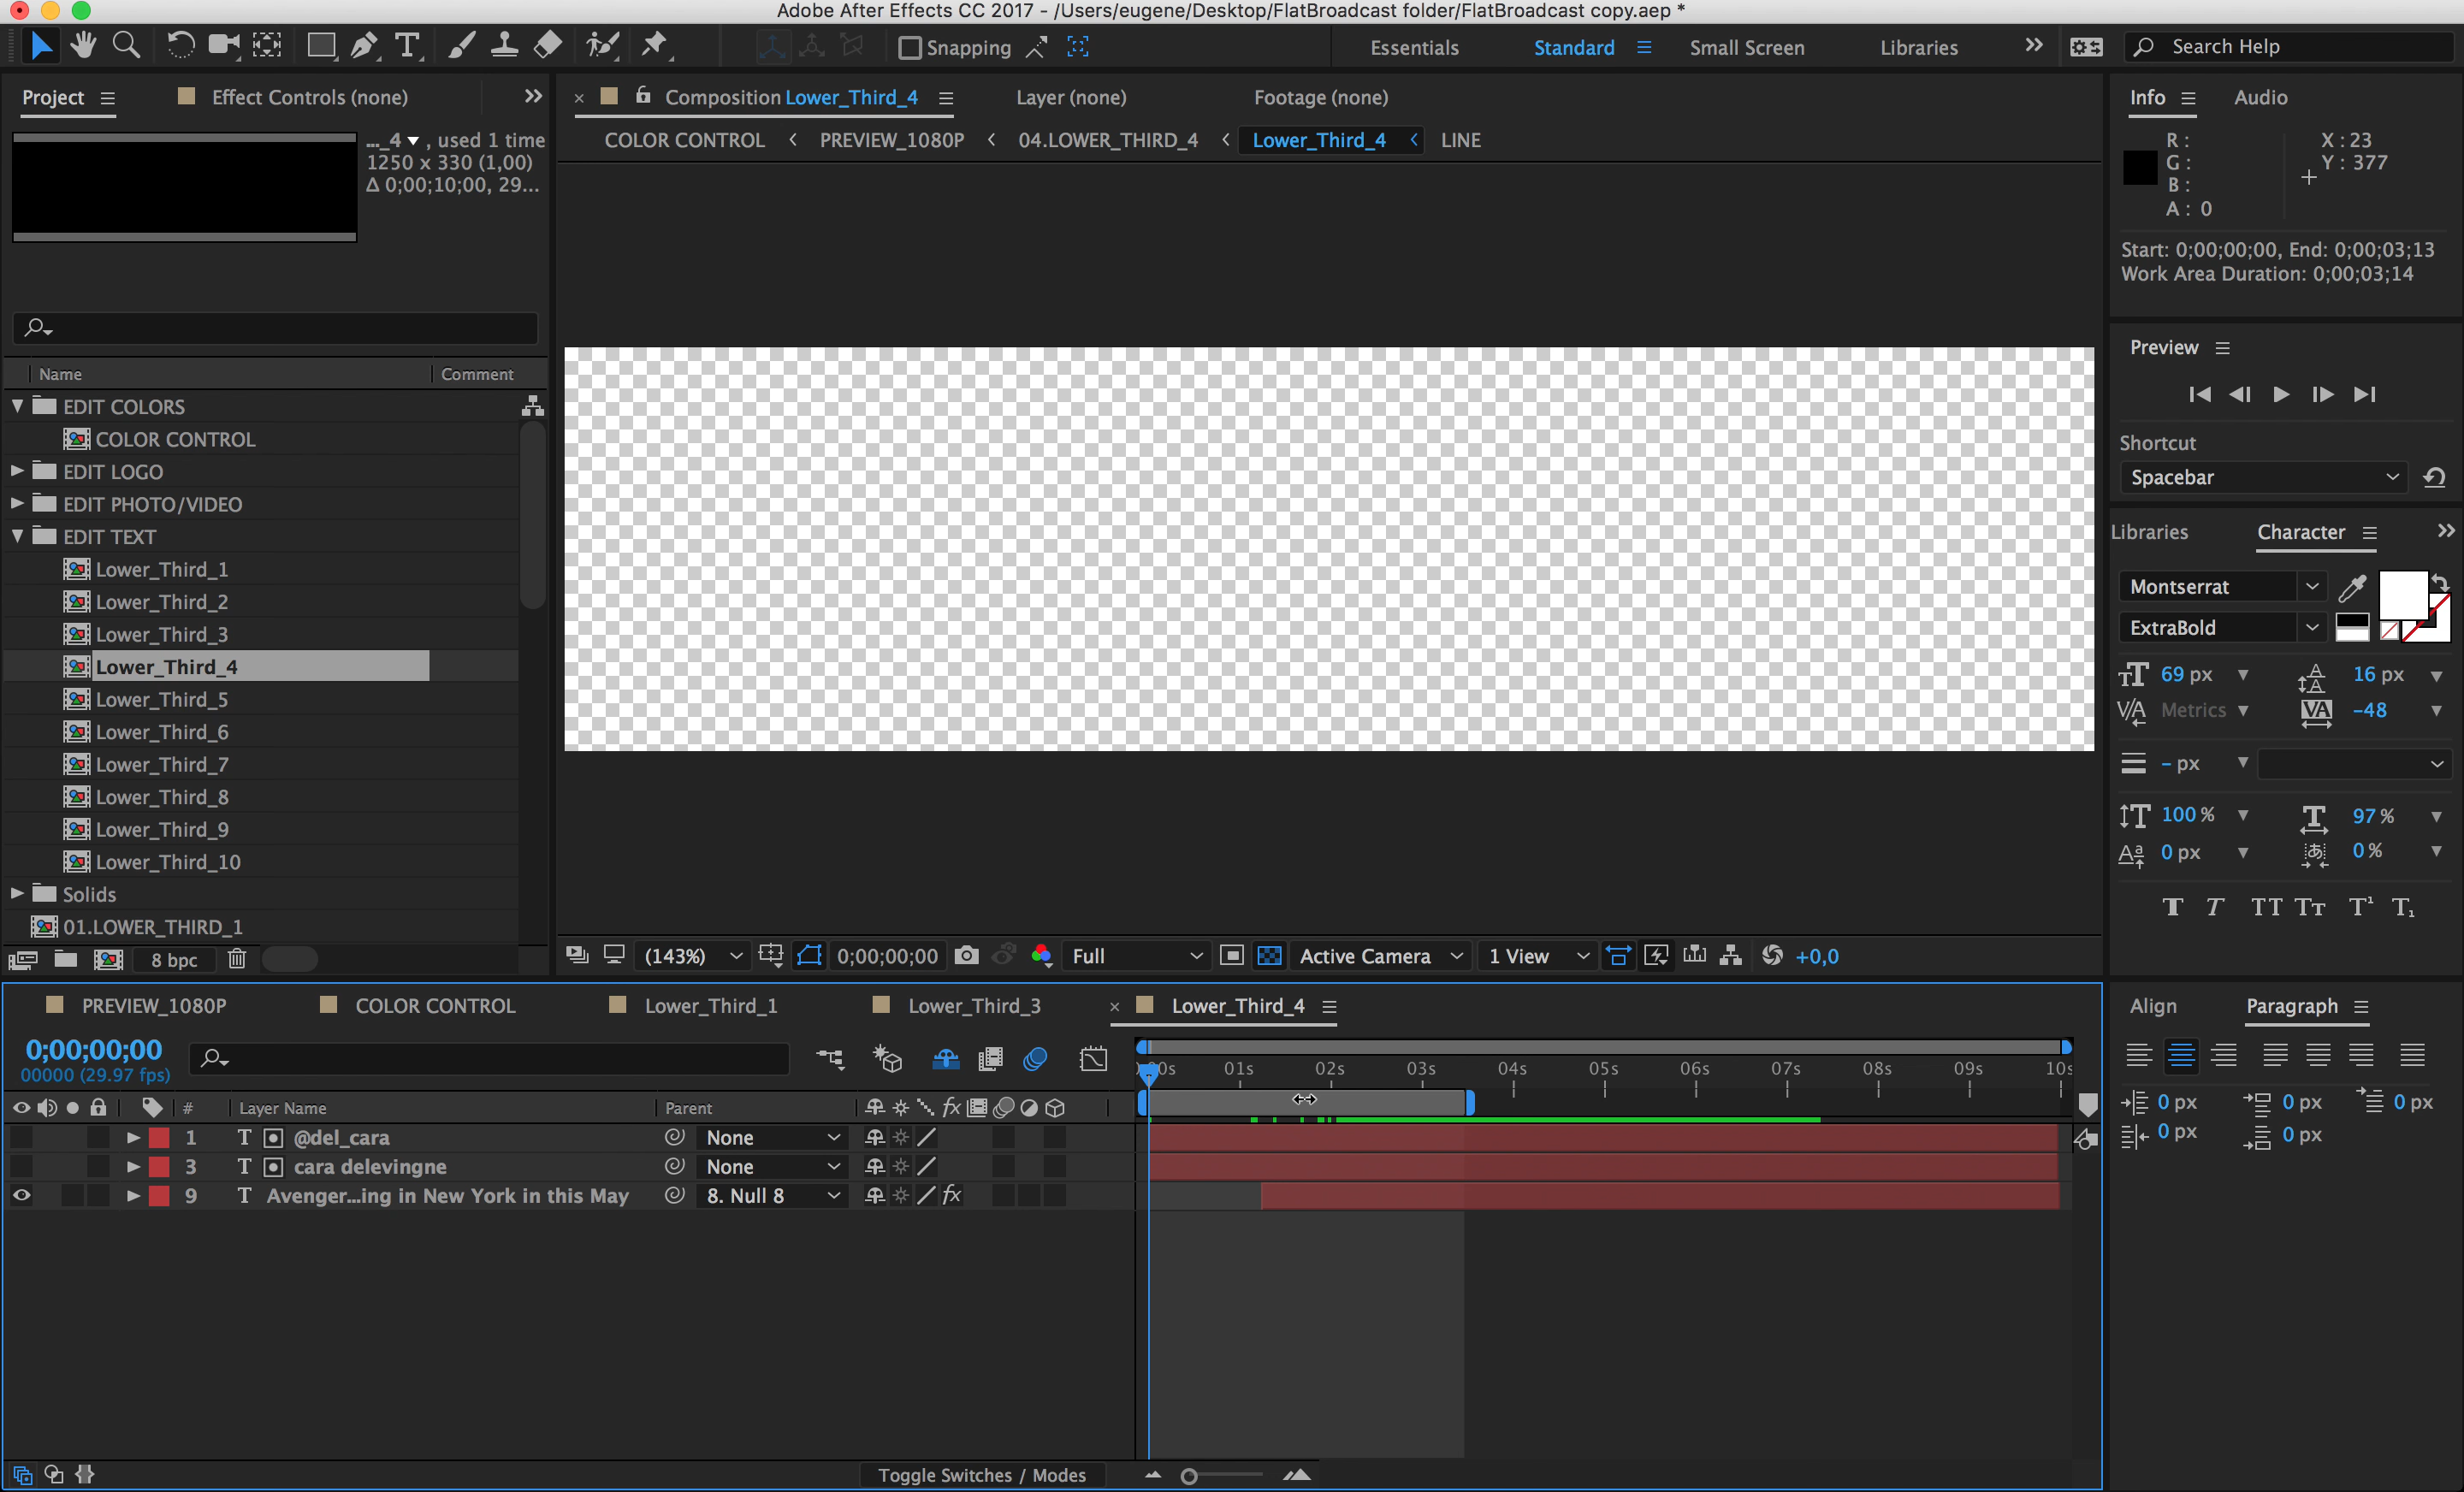 Adobe After Effects CC 2017 - /Users/eugene/Desktop/FlatBroadcast folder/FlatBroadcast copy.aep *
Snapping
Essentials
Standard
Small Screen
Libraries
Search Help
Project
Effect Controls (none)
..._4 , used 1 time
1250 x 330 (1,00)
Δ 0;00;10;00, 29...
Name
Comment
EDIT COLORS
COLOR CONTROL
EDIT LOGO
EDIT PHOTO/VIDEO
EDIT TEXT
Lower_Third_1
Lower_Third_2
Lower_Third_3
Lower_Third_4
Lower_Third_5
Lower_Third_6
Lower_Third_7
Lower_Third_8
Lower_Third_9
Lower_Third_10
Solids
01.LOWER_THIRD_1
8 bpc
Composition Lower_Third_4
Layer (none)
Footage (none)
COLOR CONTROL
PREVIEW_1080P
04.LOWER_THIRD_4
Lower_Third_4
LINE
(143%)
0;00;00;00
Full
Active Camera
1 View
+0,0
Info
Audio
R :
G :
B :
A : 0
X : 23
Y : 377
Start: 0;00;00;00, End: 0;00;03;13
Work Area Duration: 0;00;03;14
Preview
Shortcut
Spacebar
Libraries
Character
Montserrat
ExtraBold
69 px
16 px
Metrics
-48
- px
100 %
97 %
0 px
0 %
Align
Paragraph
0 px
0 px
0 px
0 px
0 px
PREVIEW_1080P
COLOR CONTROL
Lower_Third_1
Lower_Third_3
Lower_Third_4
0;00;00;00
00000 (29.97 fps)
01s
02s
03s
04s
05s
06s
07s
08s
09s
#
Layer Name
Parent
fx
1
T
@del_cara
None
3
T
cara delevingne
None
9
T
Avenger...ing in New York in this May
8. Null 8
fx
Toggle Switches / Modes